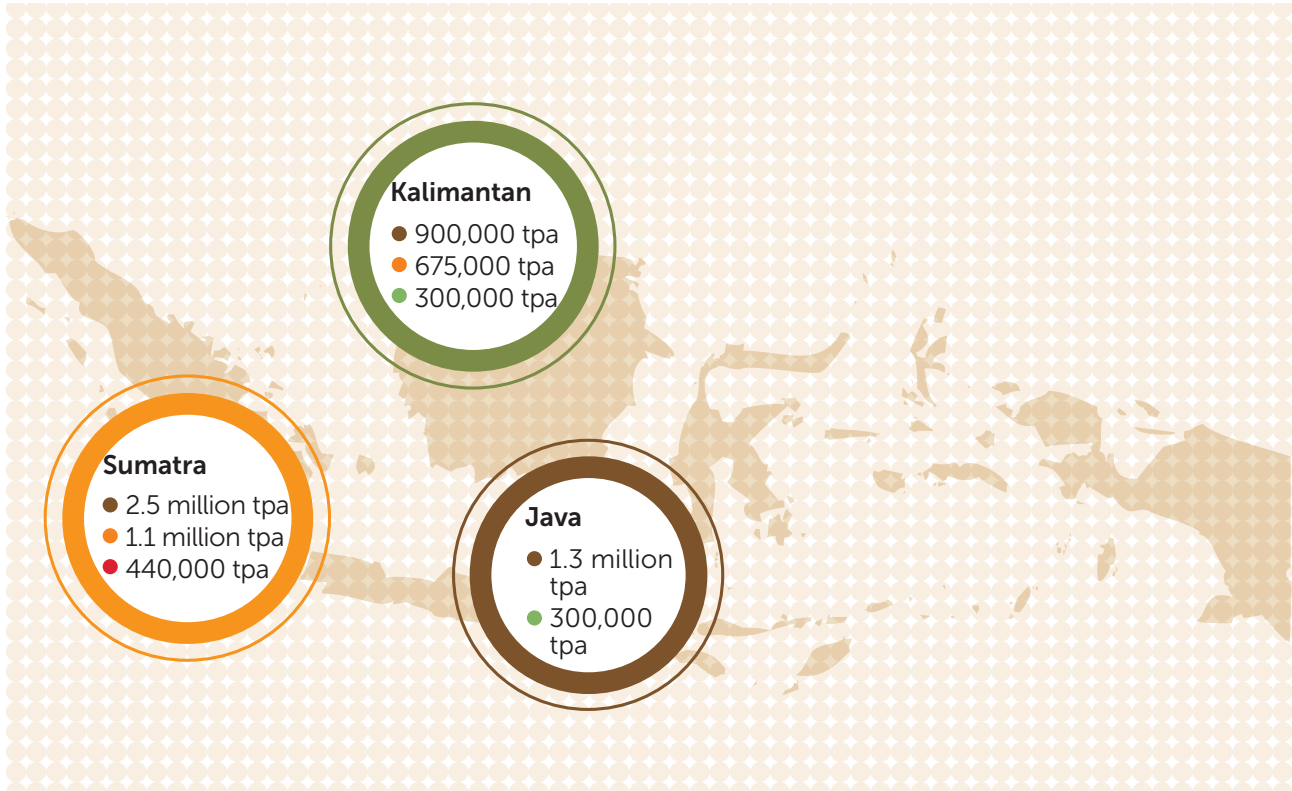 Kalimantan
900,000 tpa
675,000 tpa
300,000 tpa
Sumatra
2.5 million tpa
1.1 million tpa
440,000 tpa
Java
1.3 million
tpa
300,000
tpa